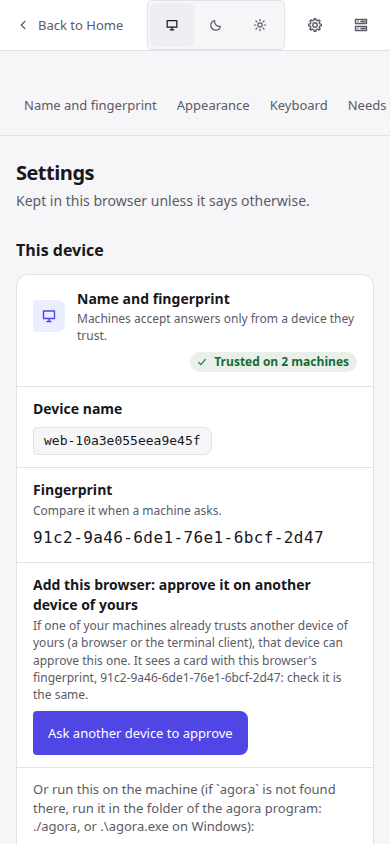 Back to Home
Name and fingerprint Appearance Keyboard Needs
Settings
Kept in this browser unless it says otherwise.
This device
Name and fingerprint
Machines accept answers only from a device they
trust.
Trusted on 2 machines
Device name
web-10a3e055eea9e45f
Fingerprint
Compare it when a machine asks.
91c2-9a46-6de1-76e1-6bcf-2d47
Add this browser: approve it on another
device of yours
If one of your machines already trusts another device of
yours (a browser or the terminal client), that device can
approve this one. It sees a card with this browser's
fingerprint, 91c2-9a46-6de1-76e1-6bcf-2d47: check it is
the same.
Ask another device to approve
Or run this on the machine (if `agora` is not found
there, run it in the folder of the agora program:
./agora, or .\agora.exe on Windows):